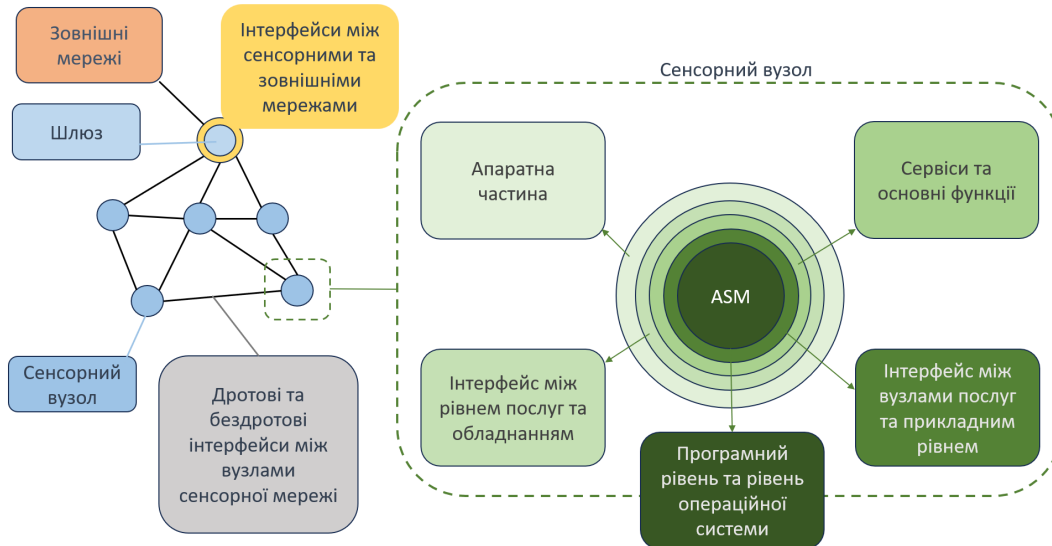 Зовнішні
мережі
Інтерфейси між
сенсорними та
зовнішніми
мережами
Шлюз
Сенсорний
вузол
Дротові та
бездротові
інтерфейси між
вузлами
сенсорної мережі
Сенсорний вузол
Апаратна
частина
Сервіси та
основні функції
ASM
Інтерфейс між
рівнем послуг та
обладнанням
Інтерфейс між
вузлами послуг
та прикладним
рівнем
Програмний
рівень та рівень
операційної
системи